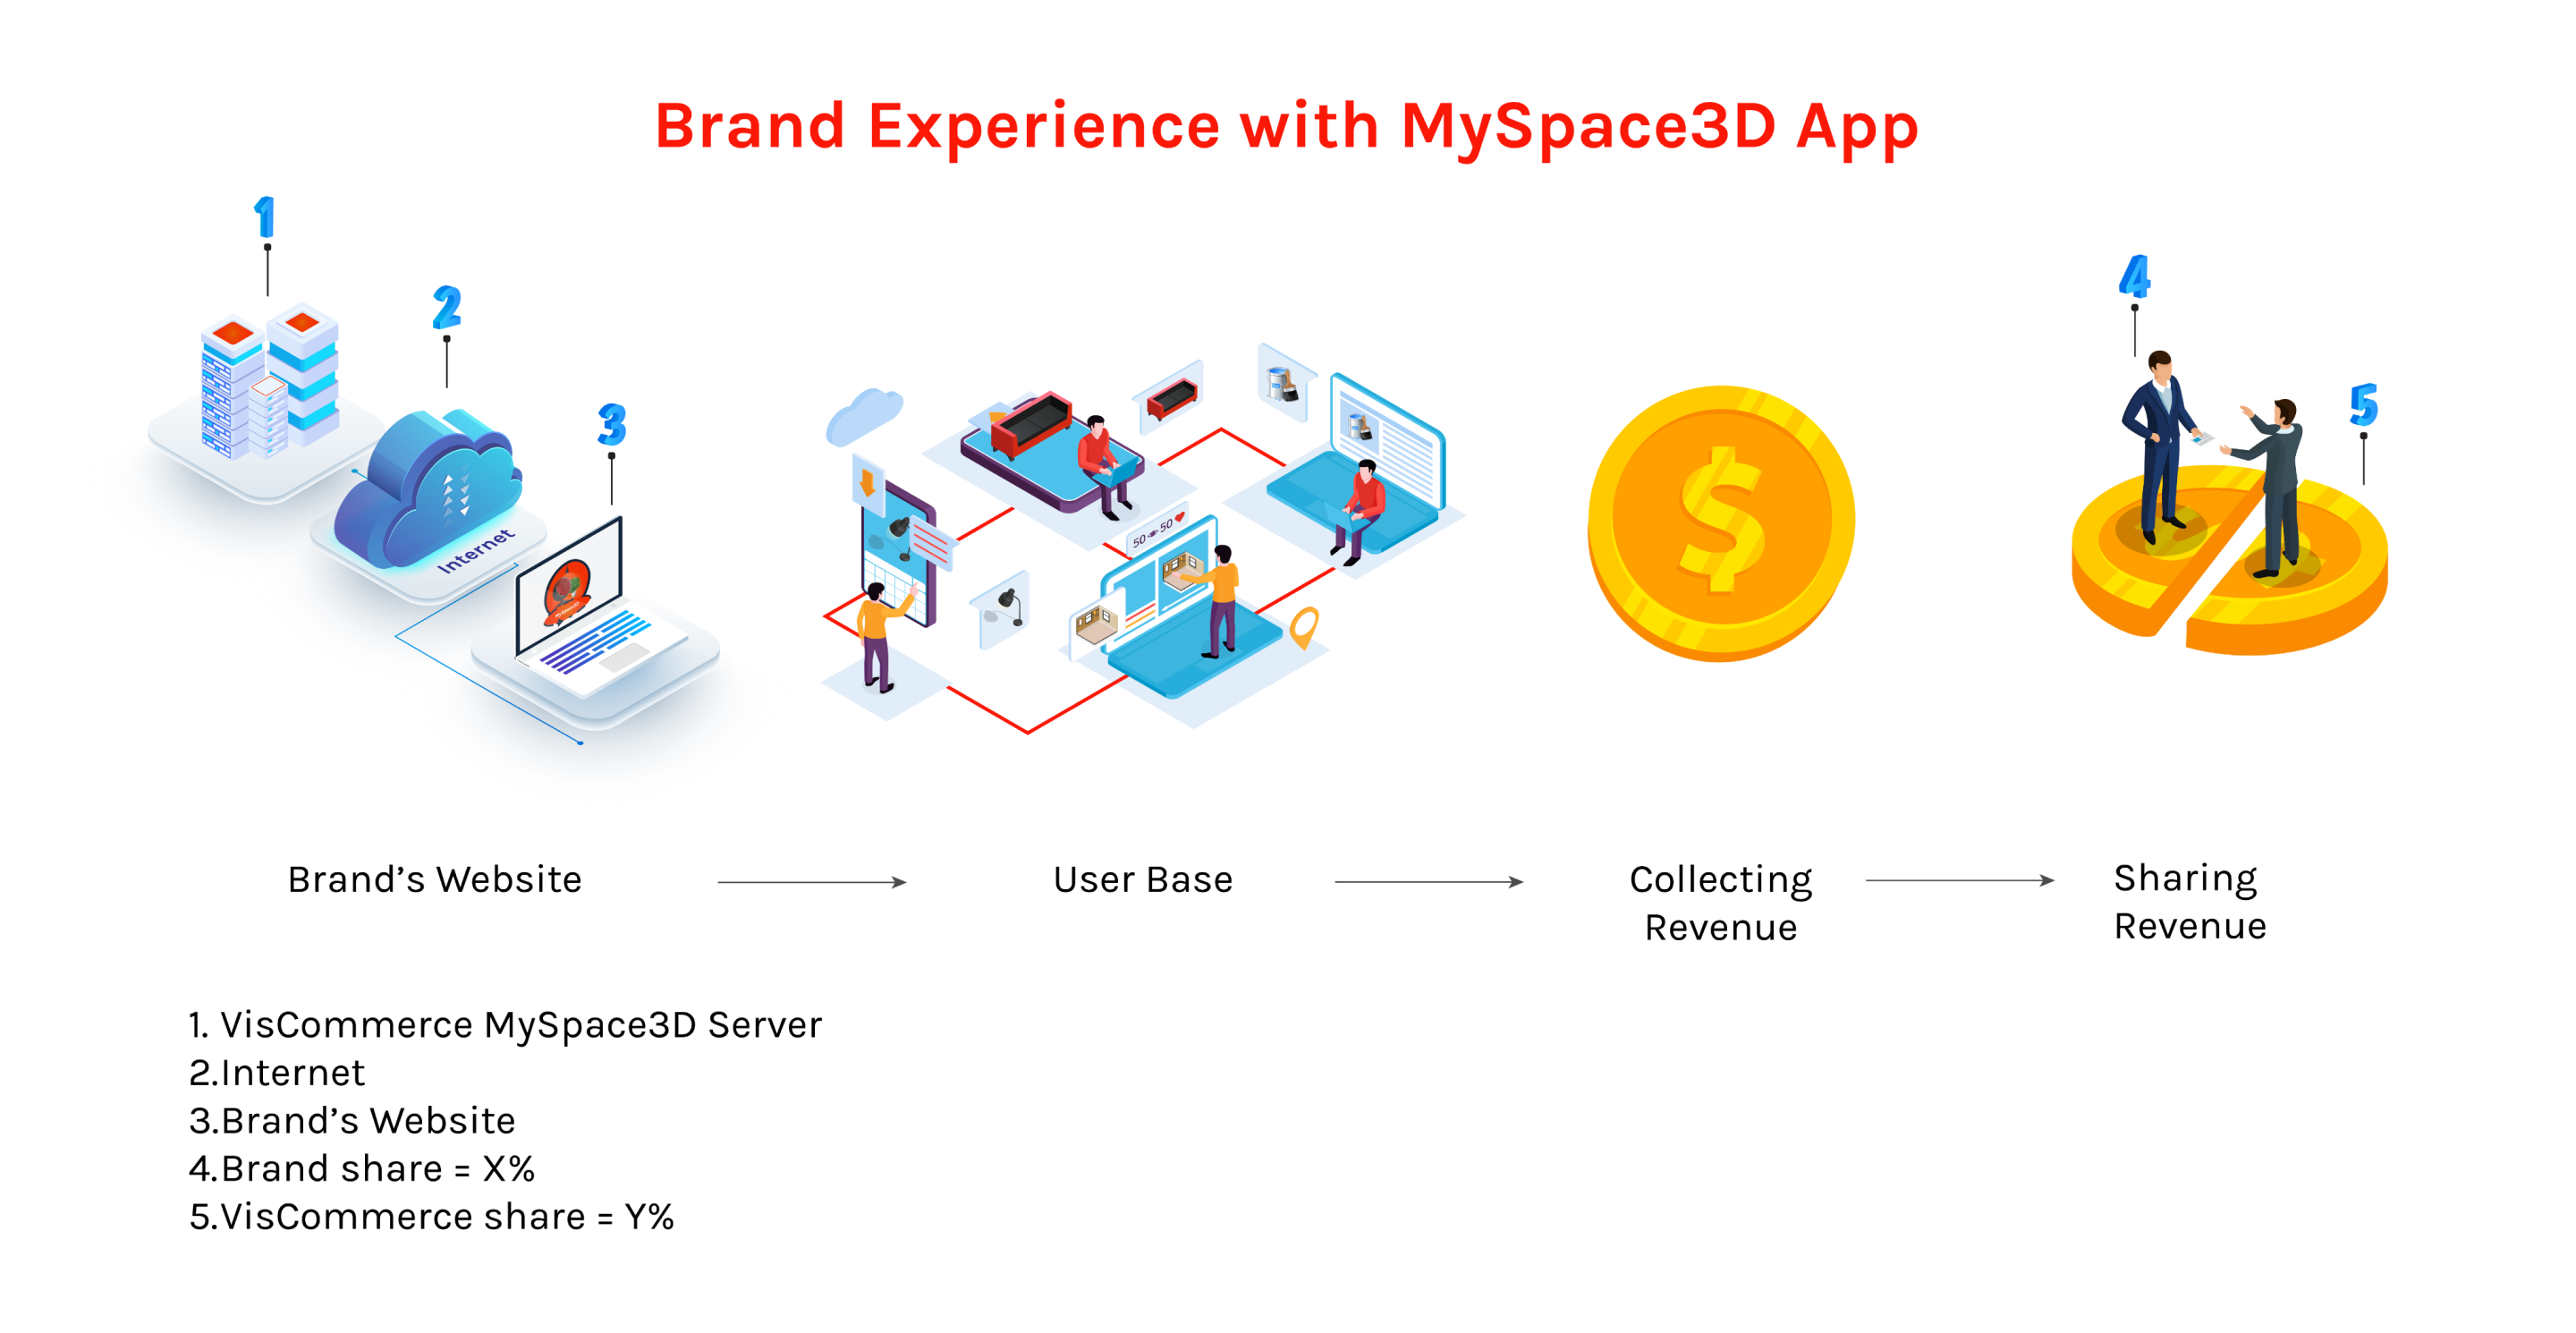 Brand Experience with MySpace3D App
1
2
3
4
5
Internet
50 50
Brand’s Website
User Base
Collecting
Revenue
Sharing
Revenue
1. VisCommerce MySpace3D Server
2.Internet
3.Brand’s Website
4.Brand share = X%
5.VisCommerce share = Y%